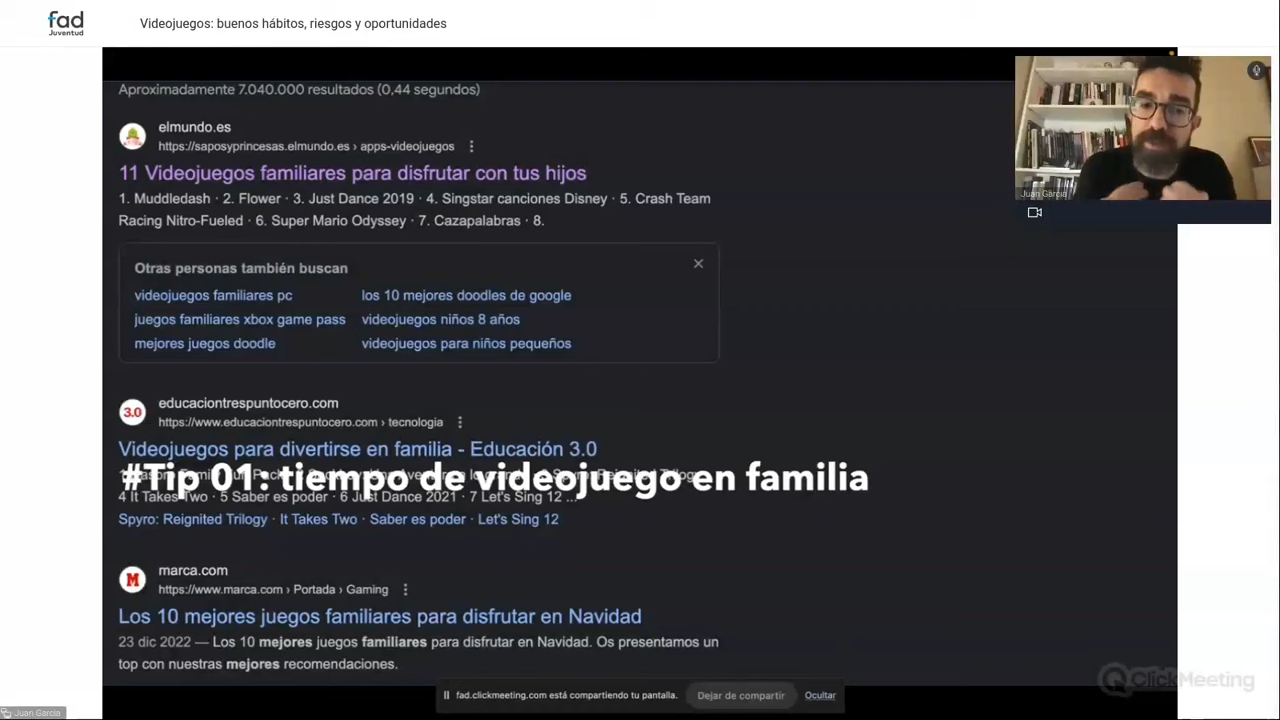 fad
Juventud
Videojuegos: buenos hábitos, riesgos y oportunidades
Aproximadamente 7.040.000 resultados (0,44 segundos)
elmundo.es
https://saposyprincesas.elmundo.es › apps-videojuegos
11 Videojuegos familiares para disfrutar con tus hijos
1. Muddledash · 2. Flower · 3. Just Dance 2019 · 4. Singstar canciones Disney · 5. Crash Team
Racing Nitro-Fueled · 6. Super Mario Odyssey · 7. Cazapalabras · 8.
Otras personas también buscan
videojuegos familiares pc
los 10 mejores doodles de google
juegos familiares xbox game pass
videojuegos niños 8 años
mejores juegos doodle
videojuegos para niños pequeños
3.0
educaciontrespuntocero.com
https://www.educaciontrespuntocero.com › tecnologia
Videojuegos para divertirse en familia - Educación 3.0
#Tip 01: tiempo de videojuego en familia
4 It Takes Two · 5 Saber es poder · 6 Just Dance 2021 · 7 Let's Sing 12 ...
Spyro: Reignited Trilogy · It Takes Two · Saber es poder · Let's Sing 12
M
marca.com
https://www.marca.com › Portada › Gaming
Los 10 mejores juegos familiares para disfrutar en Navidad
23 dic 2022 — Los 10 mejores juegos familiares para disfrutar en Navidad. Os presentamos un
top con nuestras mejores recomendaciones.
Juan Garcia
ClickMeeting
fad.clickmeeting.com está compartiendo tu pantalla.
Dejar de compartir
Ocultar
Juan Garcia